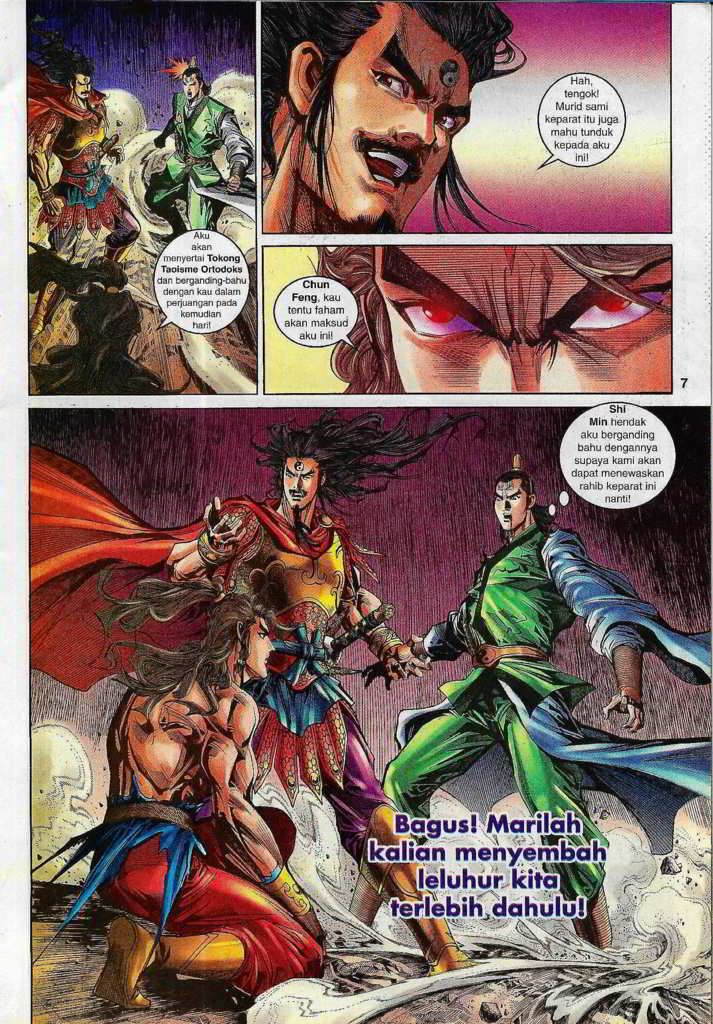 Aku
akan
menyertai Tokong
Taoisme Ortodoks
dan berganding-bahu
dengan kau dalam
perjuangan pada
kemudian
hari!
Hah,
tengok!
Murid sami
keparat itu juga
mahu tunduk
kepada aku
ini!
Chun
Feng, kau
tentu faham
akan maksud
aku ini!
7
Shi
Min hendak
aku berganding
bahu dengannya
supaya kami akan
dapat menewaskan
rahib keparat ini
nanti!
Bagus! Marilah
kalian menyembah
leluhur kita
terlebih dahulu!